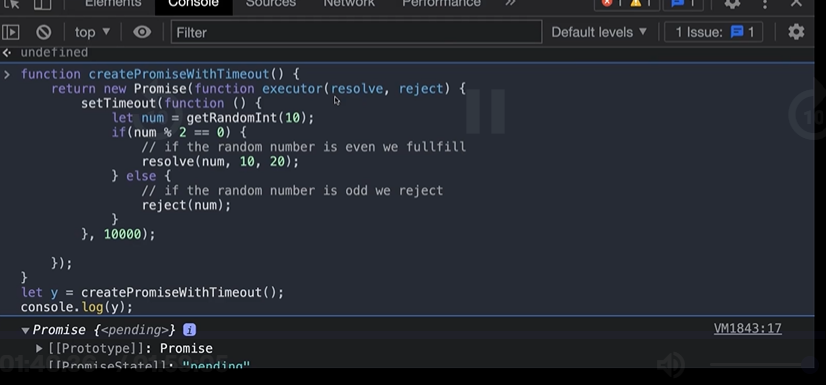 Elements Console Sources Network Performance
top Filter Default levels 1 Issue: 1
undefined
function createPromiseWithTimeout() {
return new Promise(function executor(resolve, reject) {
setTimeout(function () {
let num = getRandomInt(10);
if(num % 2 == 0) {
// if the random number is even we fullfill
resolve(num, 10, 20);
} else {
// if the random number is odd we reject
reject(num);
}
}, 10000);
});
}
let y = createPromiseWithTimeout();
console.log(y);
Promise {<pending>} i VM1843:17
[[Prototype]]: Promise
[[PromiseState]]: "pending"